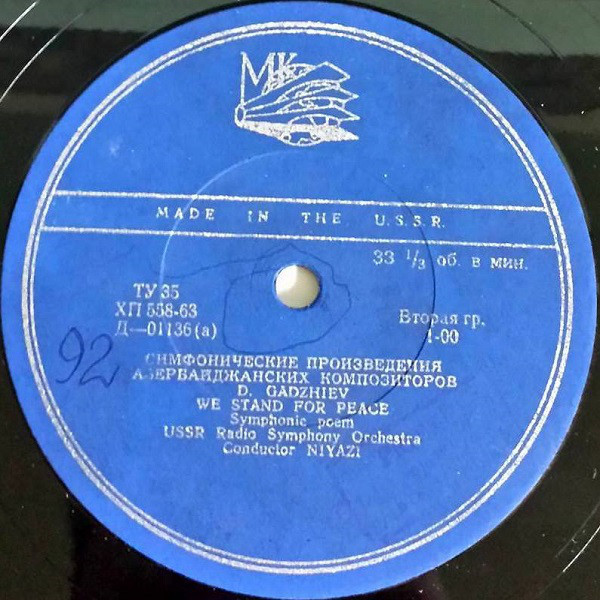 МК
MADE IN THE U.S.S.R.
33 1/3 об. в мин.
ТУ 35
ХП 558-63
Д—01136(а)
Вторая гр.
1-00
92
СИМФОНИЧЕСКИЕ ПРОИЗВЕДЕНИЯ
АЗЕРБАЙДЖАНСКИХ КОМПОЗИТОРОВ
D. GADZHIEV
WE STAND FOR PEACE
Symphonic poem
USSR Radio Symphony Orchestra
Conductor NIYAZI